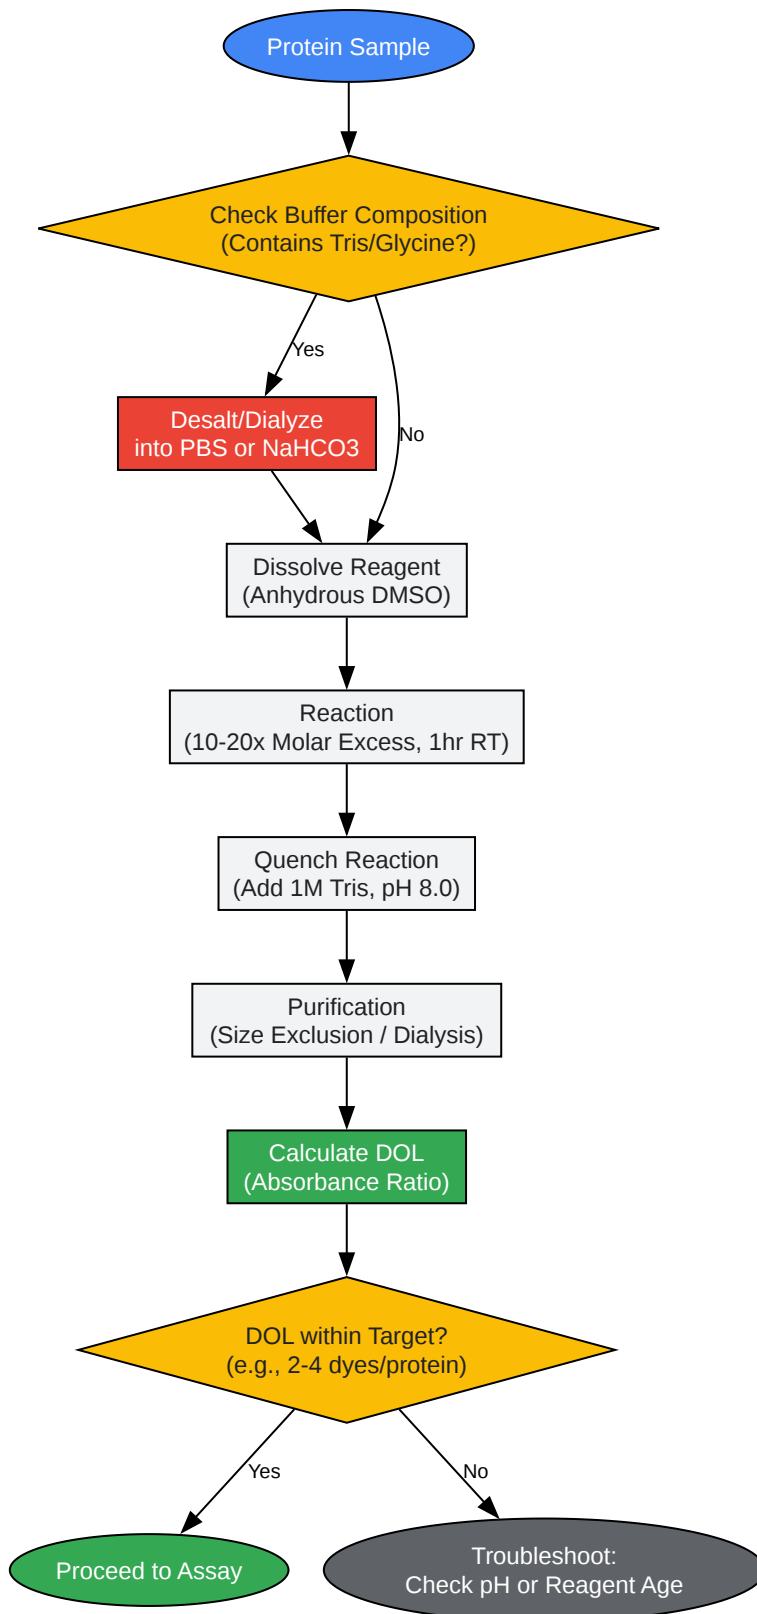 Protein Sample
Check Buffer Composition
(Contains Tris/Glycine?)
Yes
Desalt/Dialyze
into PBS or NaHCO3
No
Dissolve Reagent
(Anhydrous DMSO)
Reaction
(10-20x Molar Excess, 1hr RT)
Quench Reaction
(Add 1M Tris, pH 8.0)
Purification
(Size Exclusion / Dialysis)
Calculate DOL
(Absorbance Ratio)
DOL within Target?
(e.g., 2-4 dyes/protein)
Yes
No
Proceed to Assay
Troubleshoot:
Check pH or Reagent Age